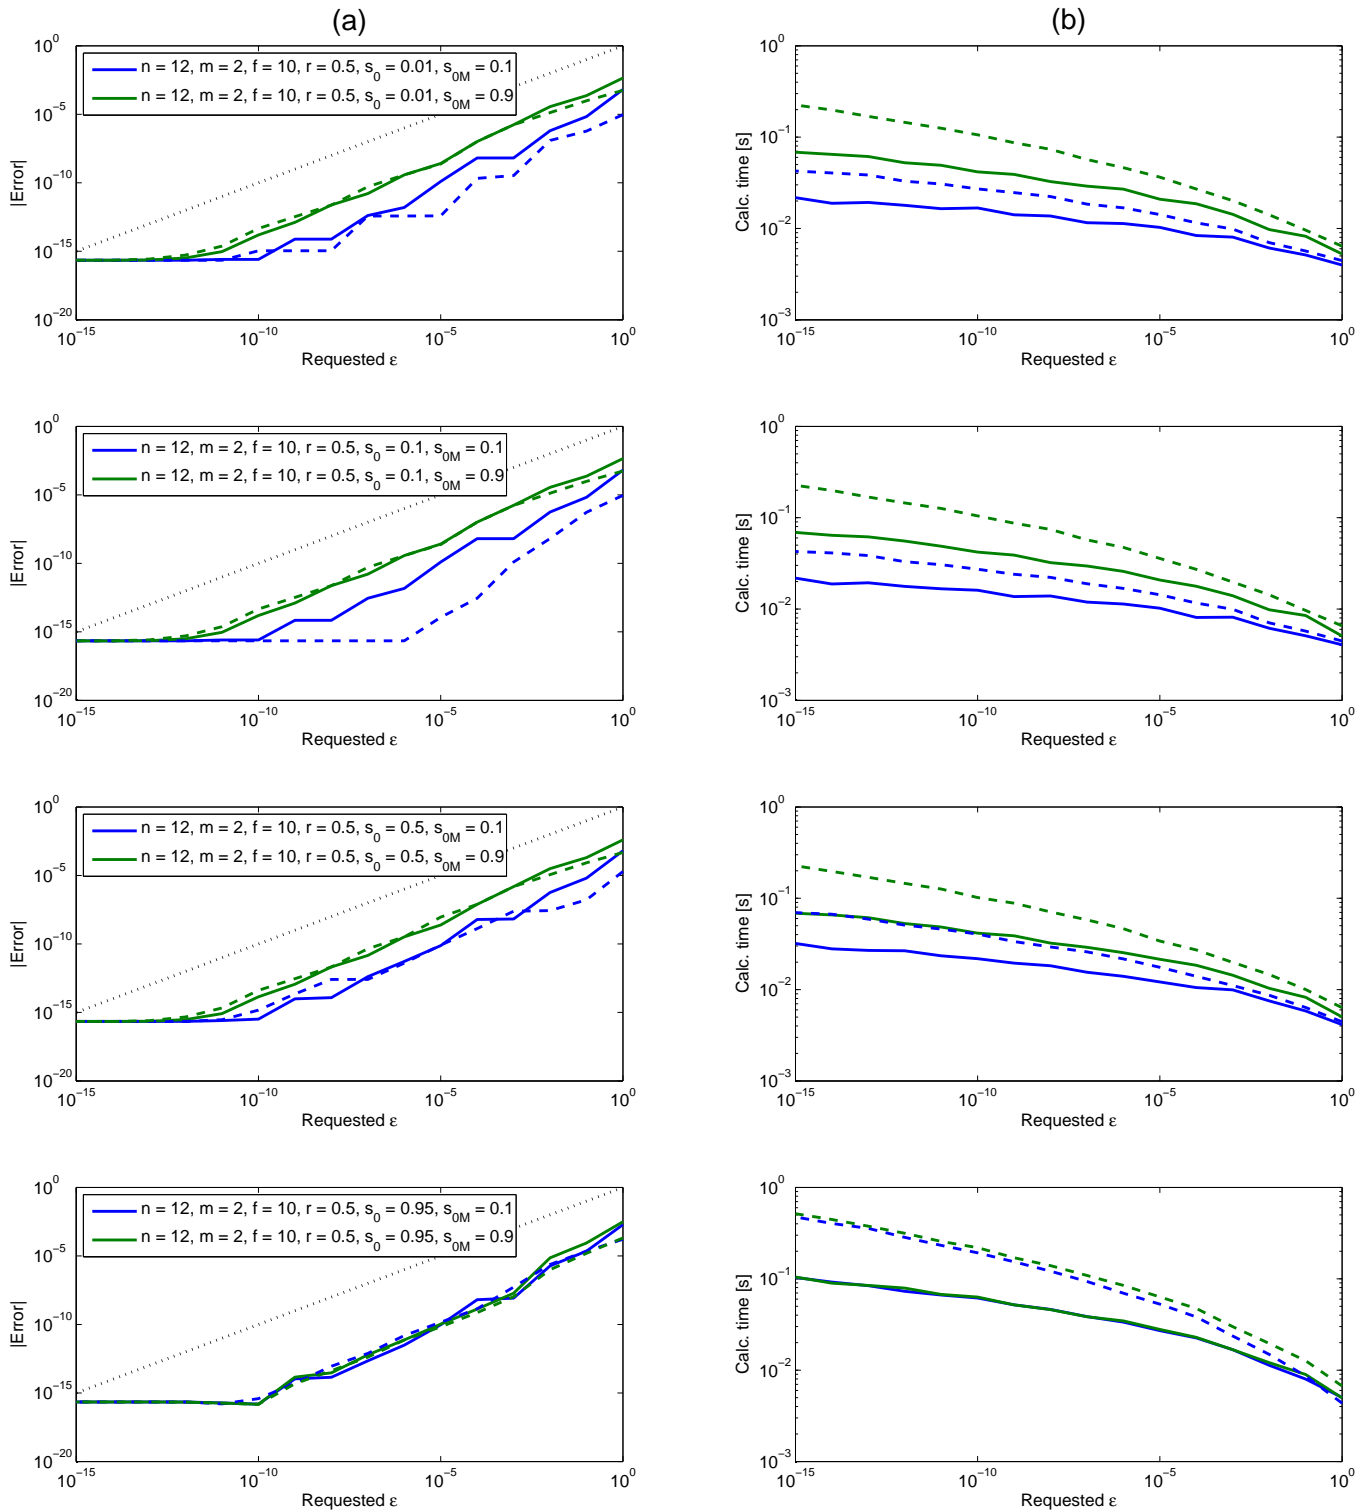 (a)
(b)
10^0
10^−5
10^−10
10^−15
10^−20
|Error|
n = 12, m = 2, f = 10, r = 0.5, s_0 = 0.01, s_0M = 0.1
n = 12, m = 2, f = 10, r = 0.5, s_0 = 0.01, s_0M = 0.9
10^−15
10^−10
10^−5
10^0
Requested ε
10^0
10^−1
10^−2
10^−3
Calc. time [s]
10^−15
10^−10
10^−5
10^0
Requested ε
10^0
10^−5
10^−10
10^−15
10^−20
|Error|
n = 12, m = 2, f = 10, r = 0.5, s_0 = 0.1, s_0M = 0.1
n = 12, m = 2, f = 10, r = 0.5, s_0 = 0.1, s_0M = 0.9
10^−15
10^−10
10^−5
10^0
Requested ε
10^0
10^−1
10^−2
10^−3
Calc. time [s]
10^−15
10^−10
10^−5
10^0
Requested ε
10^0
10^−5
10^−10
10^−15
10^−20
|Error|
n = 12, m = 2, f = 10, r = 0.5, s_0 = 0.5, s_0M = 0.1
n = 12, m = 2, f = 10, r = 0.5, s_0 = 0.5, s_0M = 0.9
10^−15
10^−10
10^−5
10^0
Requested ε
10^0
10^−1
10^−2
10^−3
Calc. time [s]
10^−15
10^−10
10^−5
10^0
Requested ε
10^0
10^−5
10^−10
10^−15
10^−20
|Error|
n = 12, m = 2, f = 10, r = 0.5, s_0 = 0.95, s_0M = 0.1
n = 12, m = 2, f = 10, r = 0.5, s_0 = 0.95, s_0M = 0.9
10^−15
10^−10
10^−5
10^0
Requested ε
10^0
10^−1
10^−2
10^−3
Calc. time [s]
10^−15
10^−10
10^−5
10^0
Requested ε